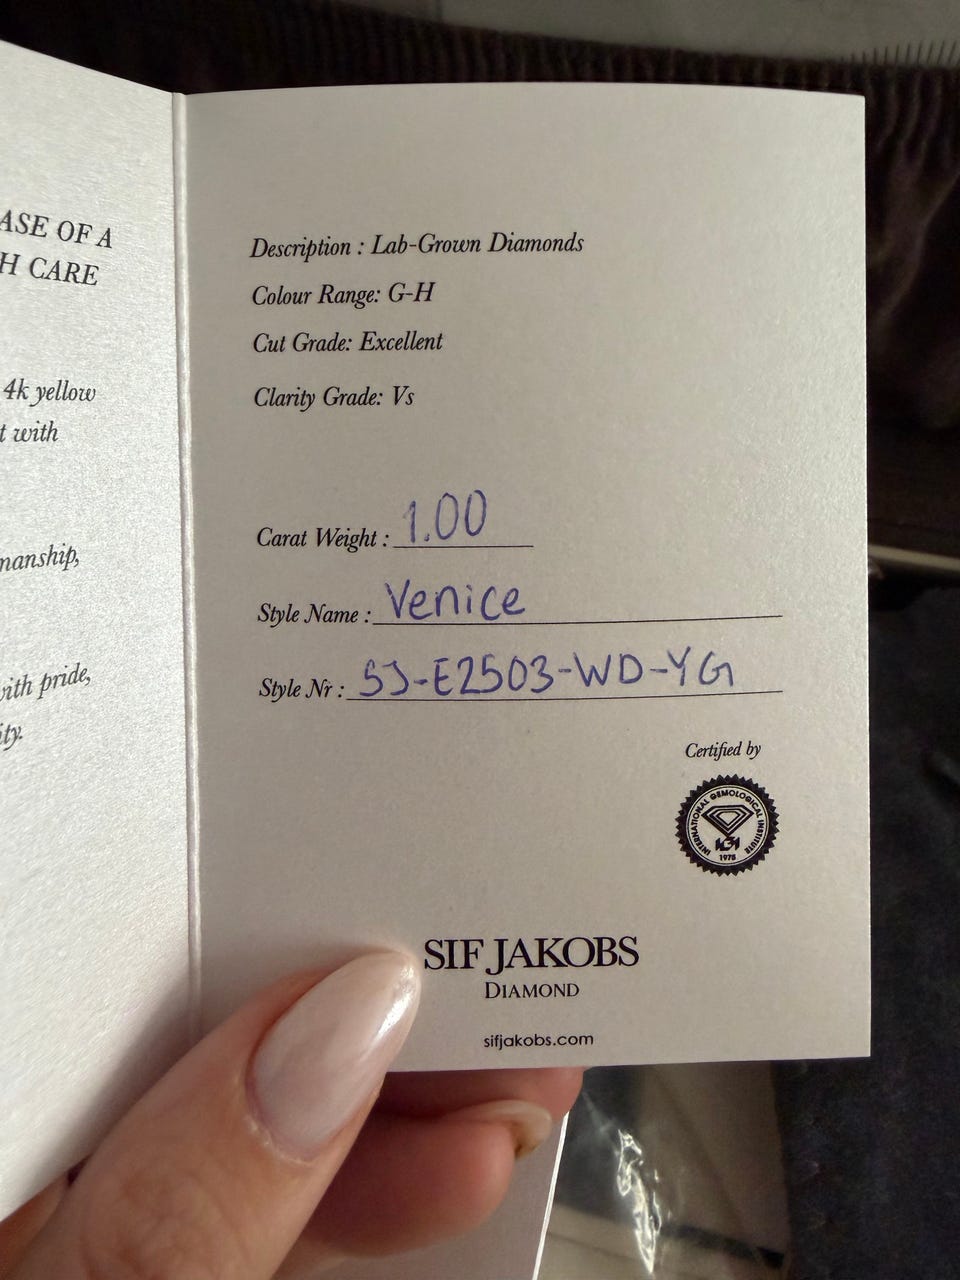 ASE OF A
H CARE
4k yellow
t with
manship,
with pride,
ity.
Description : Lab-Grown Diamonds
Colour Range: G-H
Cut Grade: Excellent
Clarity Grade: Vs
Carat Weight : 1.00
Style Name : Venice
Style Nr : SJ-E2503-WD-YG
Certified by
INTERNATIONAL GEMOLOGICAL INSTITUTE
IGI
1975
SIF JAKOBS
DIAMOND
sifjakobs.com